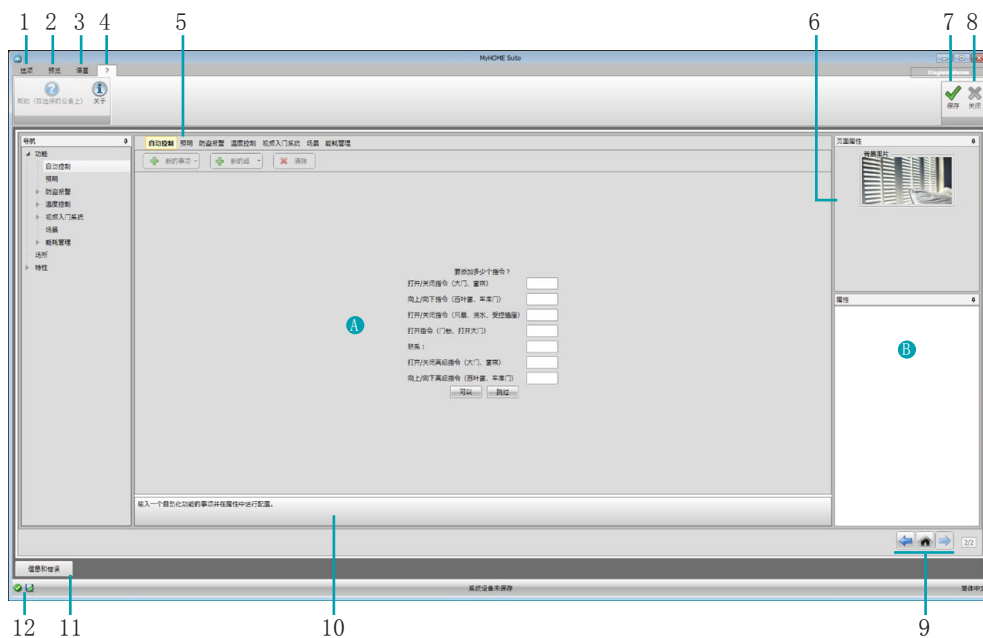 1 2 3 4 5 6 7 8
MyHOME Suite
选项 预览 语言 ?
帮助（在选择的设备上） 关于
保存 关闭
导航
功能
自动控制
照明
防盗报警
温度控制
视频入门系统
场景
能耗管理
场所
特性
自动控制 照明 防盗报警 温度控制 视频入门系统 场景 能耗管理
新的事项 新的组 清除
要添加多少个指令？
打开/关闭指令（大门、窗帘）
向上/向下指令（百叶窗、车库门）
打开/关闭指令（风扇、浇水、受控插座）
打开指令（门锁、打开大门）
联系：
打开/关闭高级指令（大门、窗帘）
向上/向下高级指令（百叶窗、车库门）
可以 跳过
A
页面属性
背景图片
属性
B
输入一个自动化功能的事项并在属性中进行配置。
2/2
信息和错误
系统设备未保存
简体中文
12 11 10 9